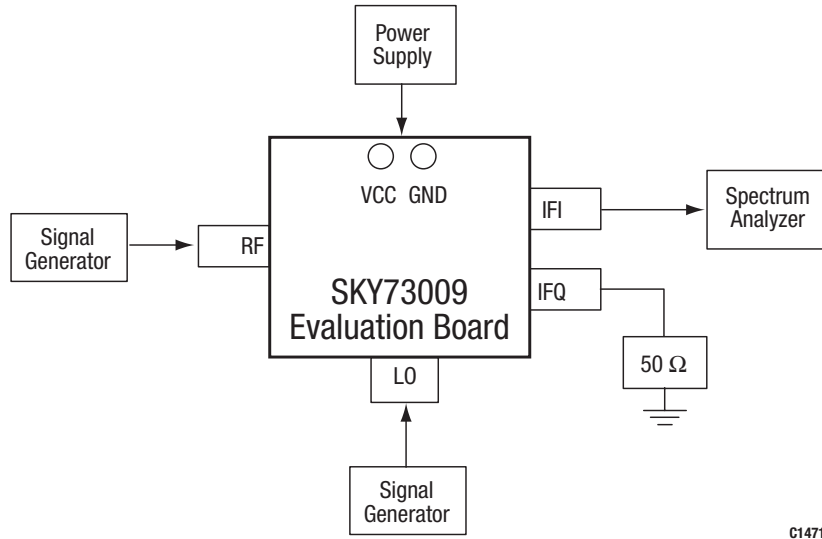 Power
Supply
VCC GND
IFI
Spectrum
Analyzer
Signal
Generator
RF
SKY73009
Evaluation Board
IFQ
50 Ω
LO
Signal
Generator
C1471